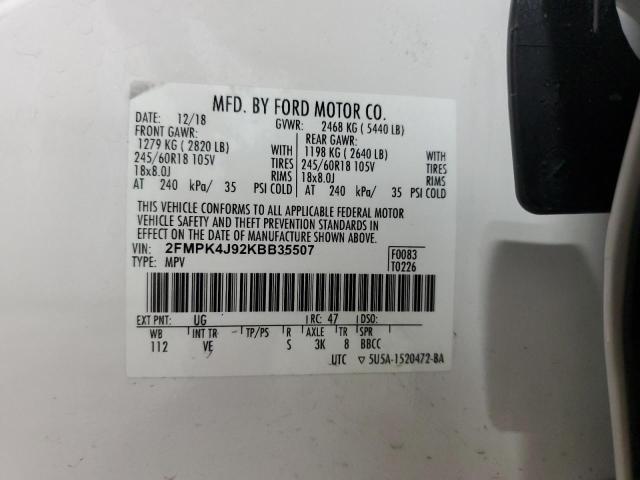 MFD. BY FORD MOTOR CO.
DATE: 12/18 GVWR: 2468 KG ( 5440 LB)
FRONT GAWR: REAR GAWR:
1279 KG ( 2820 LB) WITH 1198 KG ( 2640 LB) WITH
245/60R18 105V TIRES 245/60R18 105V TIRES
18x8.0J RIMS 18x8.0J RIMS
AT 240 kPa/ 35 PSI COLD AT 240 kPa/ 35 PSI COLD
THIS VEHICLE CONFORMS TO ALL APPLICABLE FEDERAL MOTOR
VEHICLE SAFETY AND THEFT PREVENTION STANDARDS IN
EFFECT ON THE DATE OF MANUFACTURE SHOWN ABOVE.
VIN: 2FMPK4J92KBB35507 F0083
TYPE: MPV T0226
EXT PNT: UG RC: 47 DSO:
WB INT TR TP/PS R AXLE TR SPR
112 VE S 3K 8 BBCC
UTC ▽ 5U5A-1520472-BA